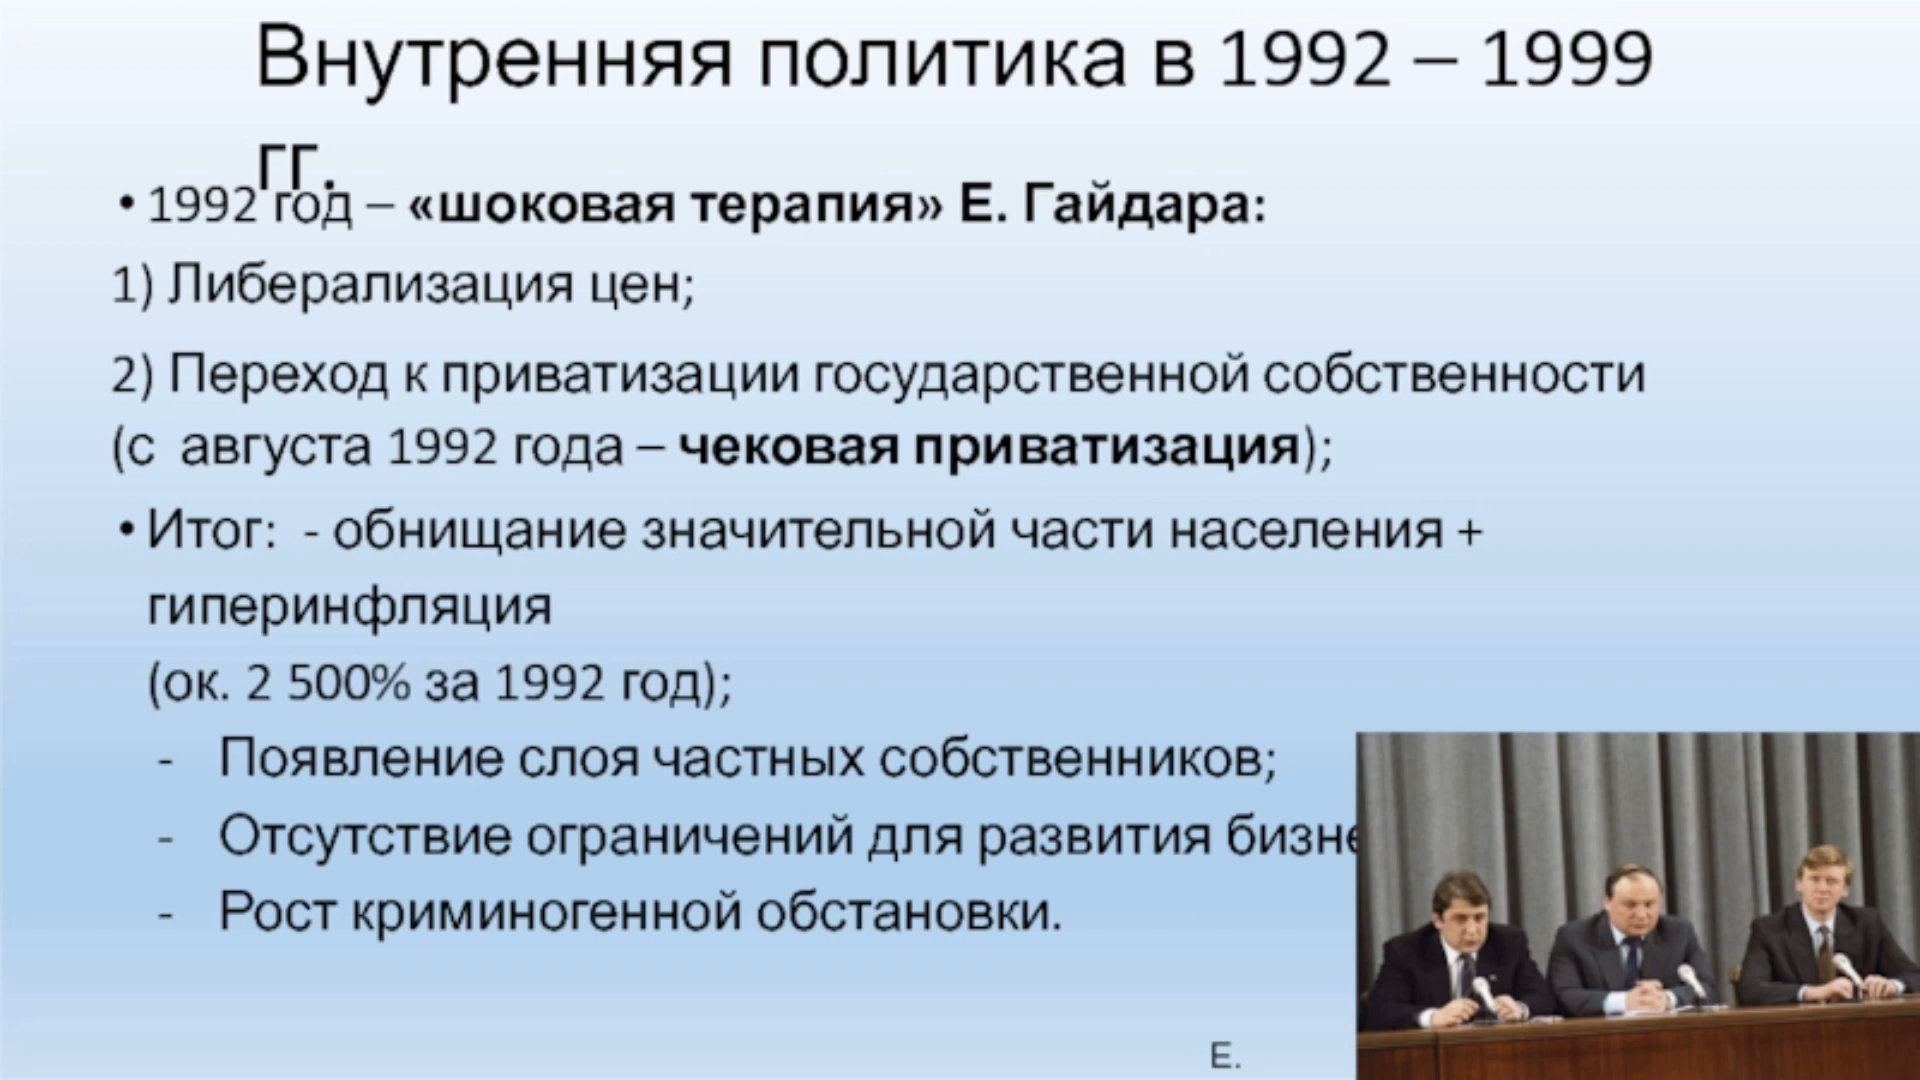 Внутренняя политика в 1992 – 1999
гг.
• 1992 год – «шоковая терапия» Е. Гайдара:
1) Либерализация цен;
2) Переход к приватизации государственной собственности
(с августа 1992 года – чековая приватизация);
• Итог: - обнищание значительной части населения +
гиперинфляция
(ок. 2 500% за 1992 год);
- Появление слоя частных собственников;
- Отсутствие ограничений для развития бизне
- Рост криминогенной обстановки.
Е.